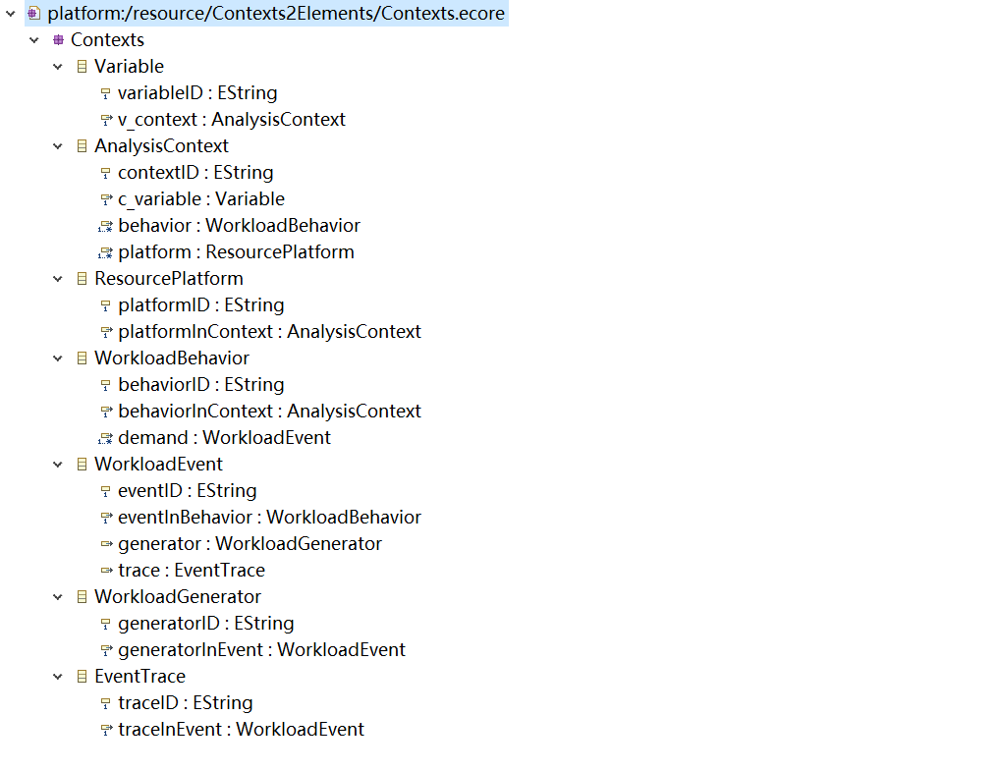 platform:/resource/Contexts2Elements/Contexts.ecore
Contexts
Variable
variableID : EString
v_context : AnalysisContext
AnalysisContext
contextID : EString
c_variable : Variable
behavior : WorkloadBehavior
platform : ResourcePlatform
ResourcePlatform
platformID : EString
platformInContext : AnalysisContext
WorkloadBehavior
behaviorID : EString
behaviorInContext : AnalysisContext
demand : WorkloadEvent
WorkloadEvent
eventID : EString
eventInBehavior : WorkloadBehavior
generator : WorkloadGenerator
trace : EventTrace
WorkloadGenerator
generatorID : EString
generatorInEvent : WorkloadEvent
EventTrace
traceID : EString
traceInEvent : WorkloadEvent